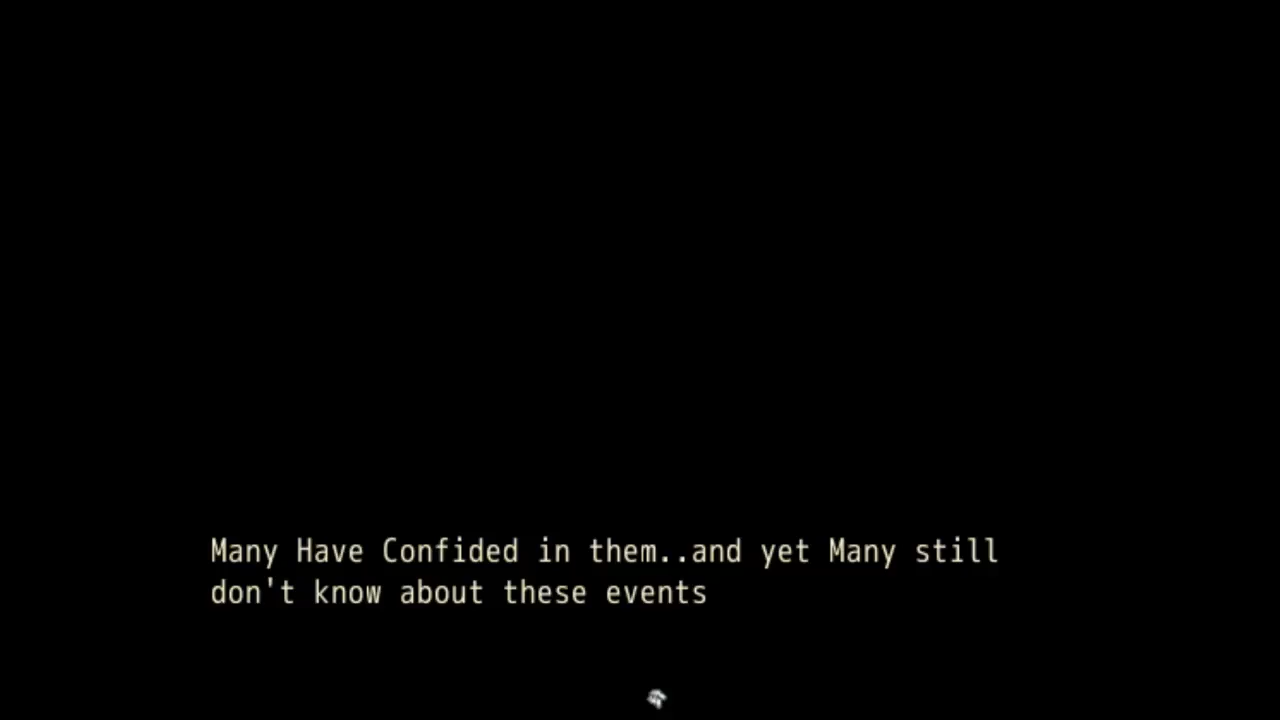 Many Have Confided in them..and yet Many still
don't know about these events